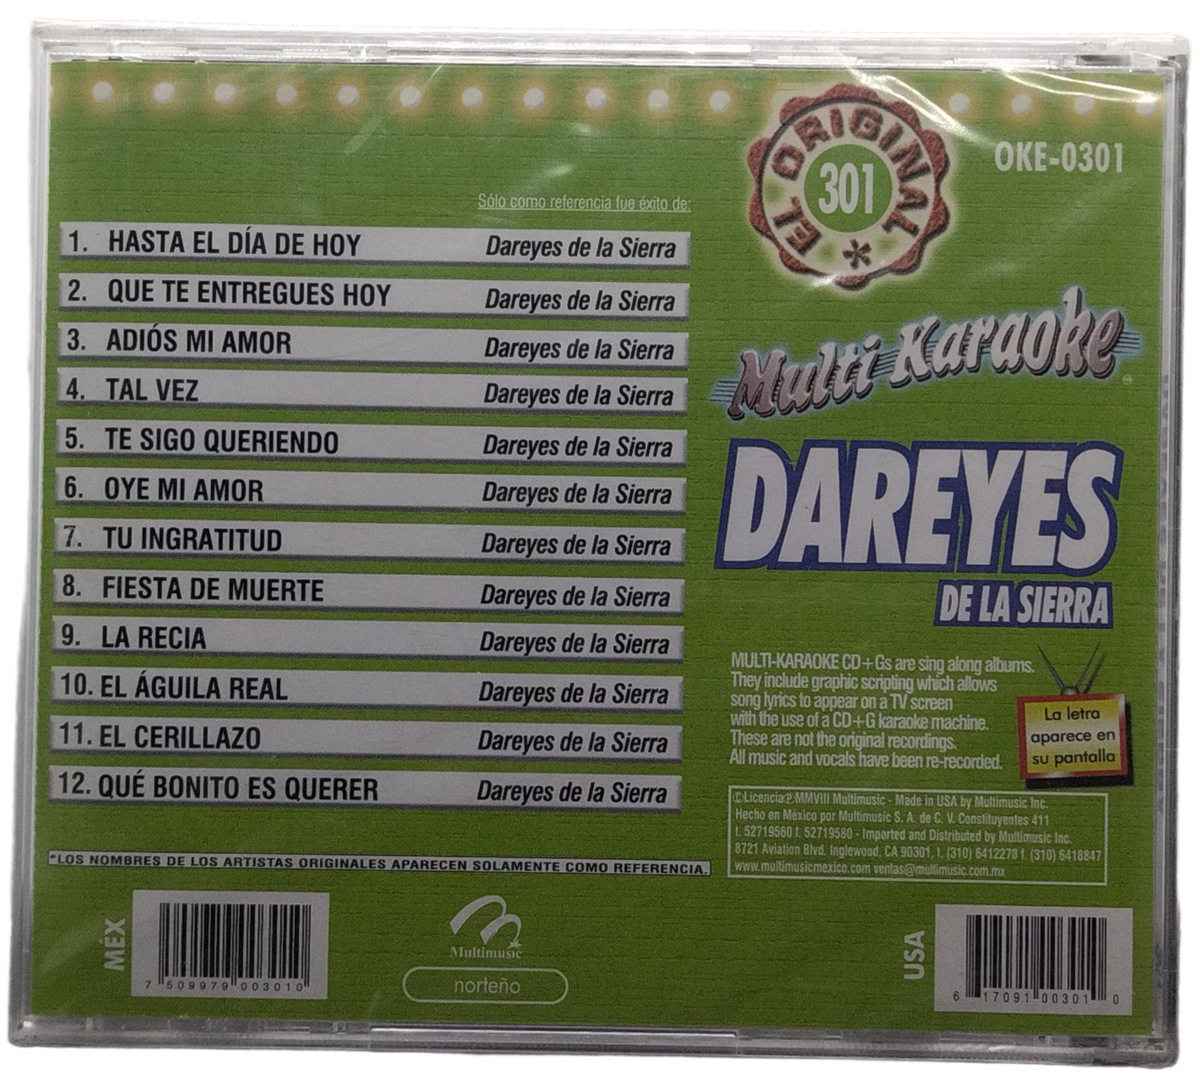 Sólo como referencia fue éxito de:
1. HASTA EL DÍA DE HOY Dareyes de la Sierra
2. QUE TE ENTREGUES HOY Dareyes de la Sierra
3. ADIÓS MI AMOR Dareyes de la Sierra
4. TAL VEZ Dareyes de la Sierra
5. TE SIGO QUERIENDO Dareyes de la Sierra
6. OYE MI AMOR Dareyes de la Sierra
7. TU INGRATITUD Dareyes de la Sierra
8. FIESTA DE MUERTE Dareyes de la Sierra
9. LA RECIA Dareyes de la Sierra
10. EL ÁGUILA REAL Dareyes de la Sierra
11. EL CERILLAZO Dareyes de la Sierra
12. QUÉ BONITO ES QUERER Dareyes de la Sierra
*LOS NOMBRES DE LOS ARTISTAS ORIGINALES APARECEN SOLAMENTE COMO REFERENCIA.
MÉX
7 509979 003010
Multimusic
norteño
EL ORIGINAL *
301
OKE-0301
Multi Karaoke
DAREYES
DE LA SIERRA
MULTI-KARAOKE CD+Gs are sing along albums.
They include graphic scripting which allows
song lyrics to appear on a TV screen
with the use of a CD+G karaoke machine.
These are not the original recordings.
All music and vocals have been re-recorded.
La letra
aparece en
su pantalla
©Licencia℗MMVIII Multimusic - Made in USA by Multimusic Inc.
Hecho en México por Multimusic S. A. de C. V. Constituyentes 411
t. 52719560 f. 52719580 - Imported and Distributed by Multimusic Inc.
8721 Aviation Blvd. Inglewood, CA 90301, t. (310) 6412278 f. (310) 6418847
www.multimusicmexico.com ventas@multimusic.com.mx
USA
6 17091 00301 0